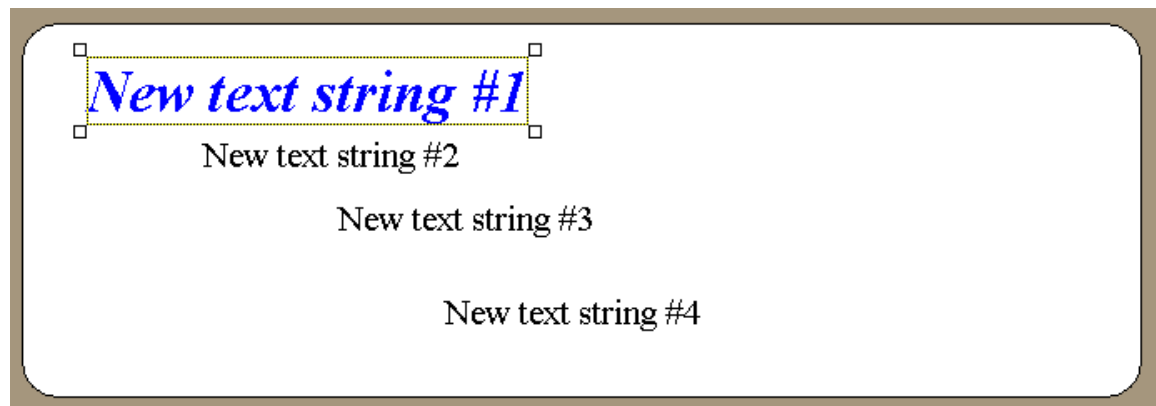 New text string #1
New text string #2
New text string #3
New text string #4